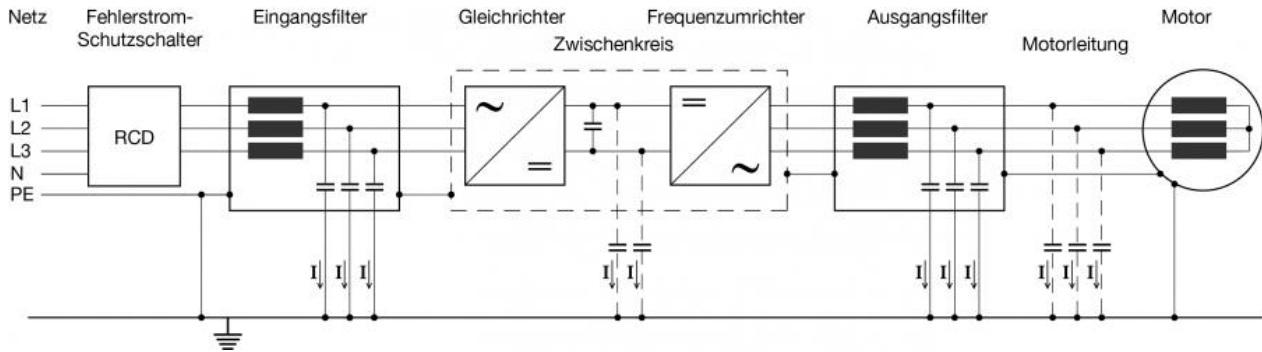 Netz
Fehlerstrom-
Schutzschalter
Eingangsfilter
Gleichrichter
Frequenzumrichter
Zwischenkreis
Ausgangsfilter
Motorleitung
Motor
L1
L2
L3
N
PE
RCD
I I I I I I I I I I I